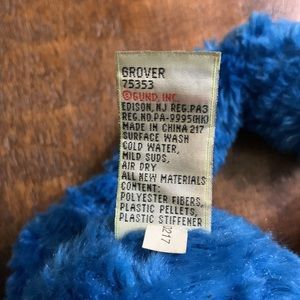 GROVER
75353
©GUND, INC.
EDISON, NJ REG.PA3
REG.NO.PA-9995(HK)
MADE IN CHINA 217
SURFACE WASH
COLD WATER,
MILD SUDS,
AIR DRY
ALL NEW MATERIALS
CONTENT:
POLYESTER FIBERS,
PLASTIC PELLETS,
PLASTIC STIFFENER
0217